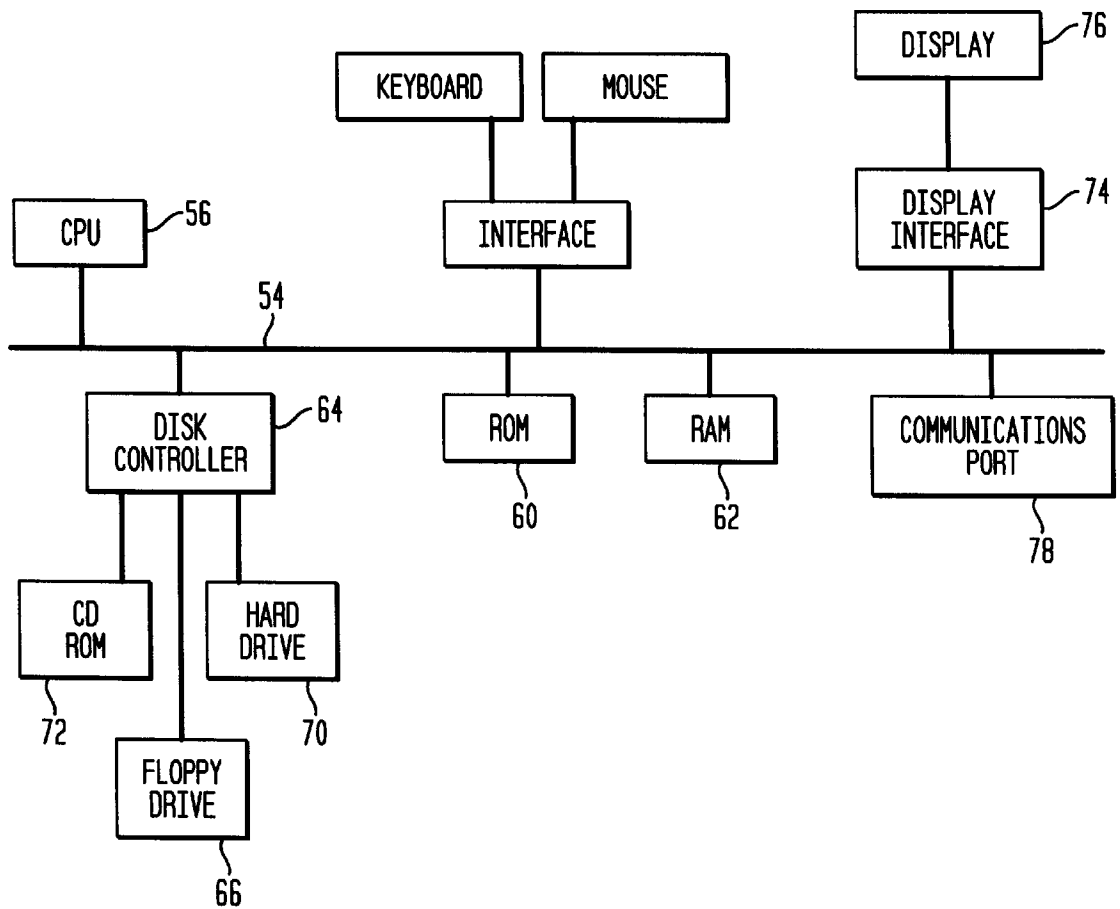 DISPLAY
76
KEYBOARD
MOUSE
DISPLAY
INTERFACE
74
CPU
56
INTERFACE
54
DISK
CONTROLLER
64
ROM
60
RAM
62
COMMUNICATIONS
PORT
78
CD
ROM
72
HARD
DRIVE
70
FLOPPY
DRIVE
66